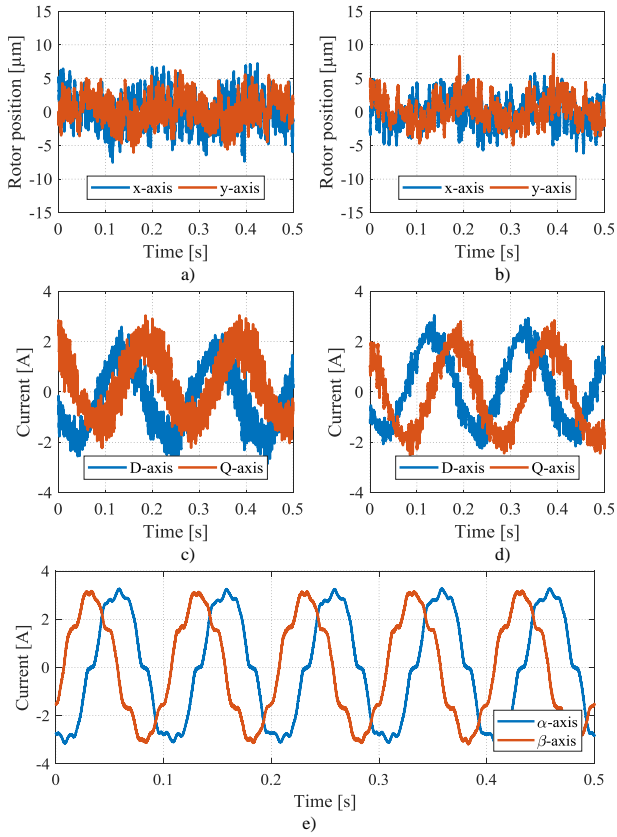 15
10
5
0
-5
-10
-15
Rotor position [µm]
x-axis y-axis
0 0.1 0.2 0.3 0.4 0.5
Time [s]
a)
15
10
5
0
-5
-10
-15
Rotor position [µm]
x-axis y-axis
0 0.1 0.2 0.3 0.4 0.5
Time [s]
b)
4
2
0
-2
-4
Current [A]
D-axis Q-axis
0 0.1 0.2 0.3 0.4 0.5
Time [s]
c)
4
2
0
-2
-4
Current [A]
D-axis Q-axis
0 0.1 0.2 0.3 0.4 0.5
Time [s]
d)
4
2
0
-2
-4
Current [A]
α-axis
β-axis
0 0.1 0.2 0.3 0.4 0.5
Time [s]
e)